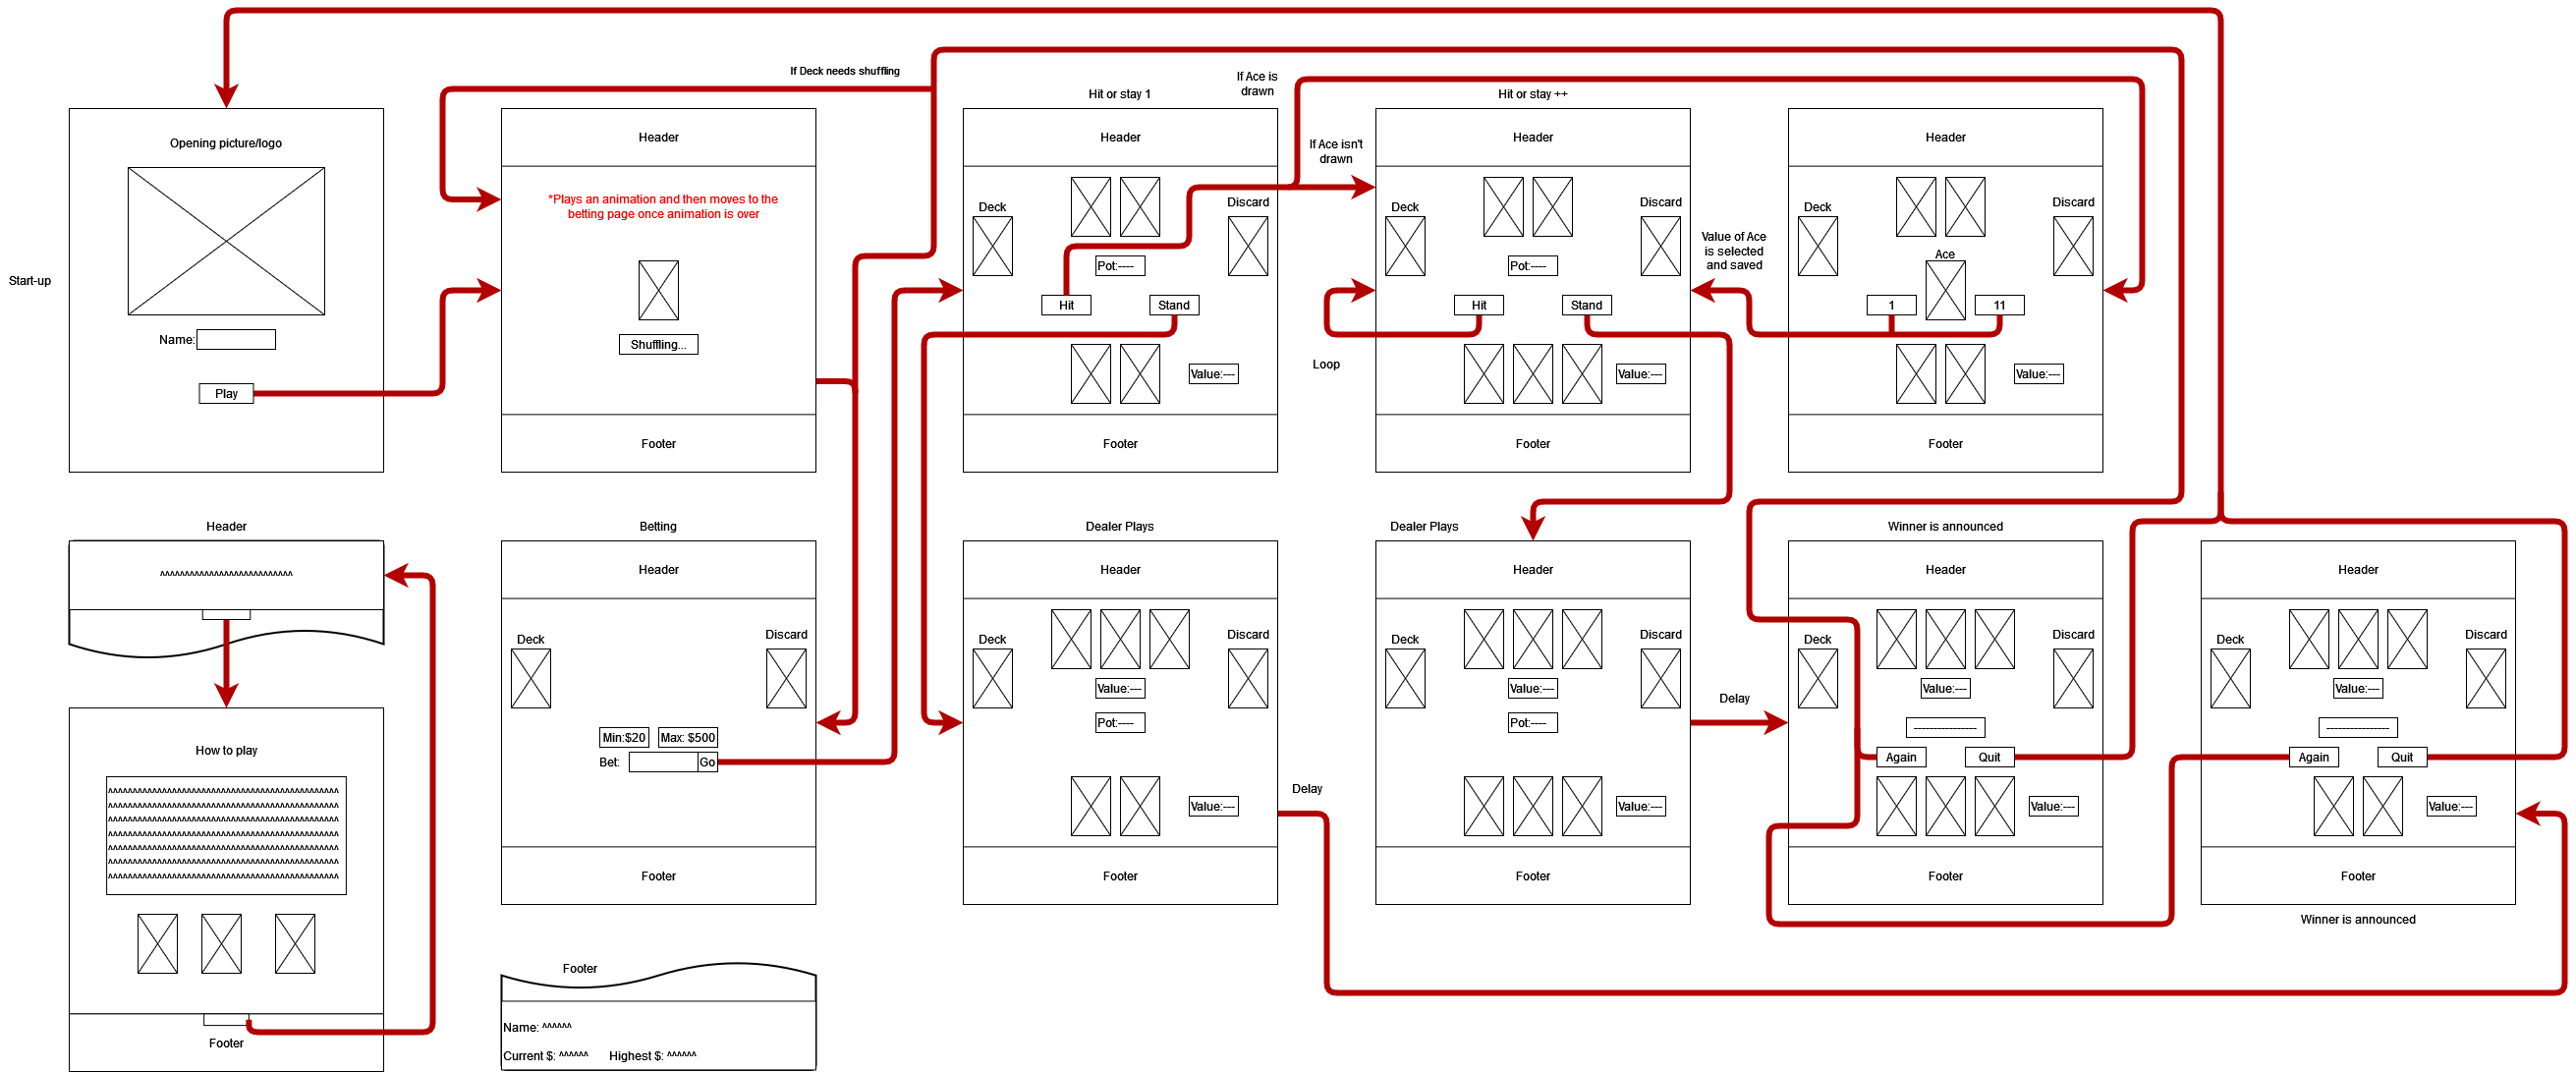 If Deck needs shuffling
If Ace is
drawn
Hit or stay 1
Hit or stay ++
If Ace isn't
drawn
Start-up
Opening picture/logo
Name:
Play
Header
*Plays an animation and then moves to the
betting page once animation is over
Shuffling...
Footer
Header
Deck
Discard
Pot:----
Hit
Stand
Value:---
Footer
Header
Deck
Discard
Pot:----
Hit
Stand
Loop
Value:---
Footer
Value of Ace
is selected
and saved
Header
Deck
Discard
Ace
1
11
Value:---
Footer
Header
^^^^^^^^^^^^^^^^^^^^^^^^^^^
How to play
^^^^^^^^^^^^^^^^^^^^^^^^^^^^^^^^^^^^^^^^^^^^^^^
^^^^^^^^^^^^^^^^^^^^^^^^^^^^^^^^^^^^^^^^^^^^^^^
^^^^^^^^^^^^^^^^^^^^^^^^^^^^^^^^^^^^^^^^^^^^^^^
^^^^^^^^^^^^^^^^^^^^^^^^^^^^^^^^^^^^^^^^^^^^^^^
^^^^^^^^^^^^^^^^^^^^^^^^^^^^^^^^^^^^^^^^^^^^^^^
^^^^^^^^^^^^^^^^^^^^^^^^^^^^^^^^^^^^^^^^^^^^^^^
^^^^^^^^^^^^^^^^^^^^^^^^^^^^^^^^^^^^^^^^^^^^^^^
Footer
Betting
Header
Deck
Discard
Min:$20
Max: $500
Bet:
Go
Footer
Footer
Name: ^^^^^^
Current $: ^^^^^^
Highest $: ^^^^^^
Dealer Plays
Header
Deck
Discard
Value:---
Pot:----
Value:---
Footer
Delay
Dealer Plays
Header
Deck
Discard
Value:---
Pot:----
Value:---
Footer
Delay
Winner is announced
Header
Deck
Discard
Value:---
----------------
Again
Quit
Value:---
Footer
Header
Deck
Discard
Value:---
----------------
Again
Quit
Value:---
Footer
Winner is announced